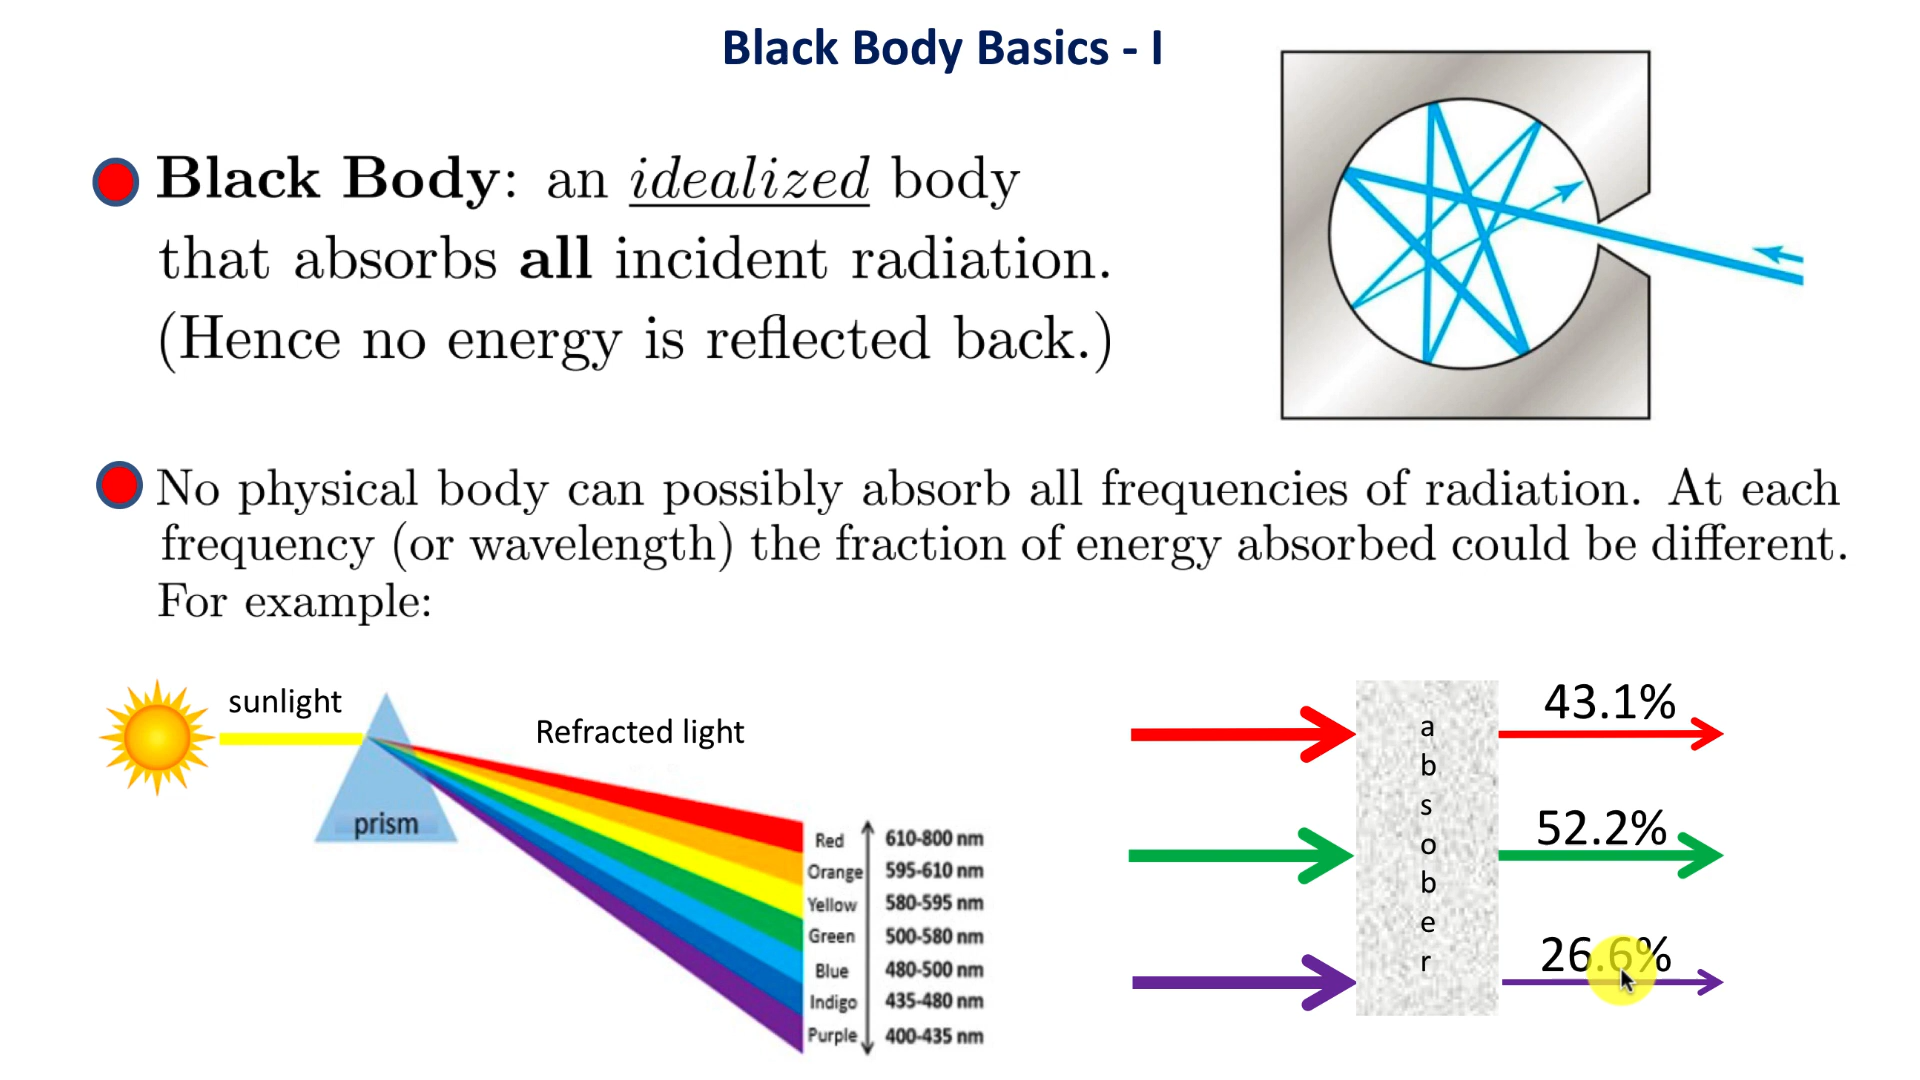 Black Body Basics - I
Black Body: an idealized body
that absorbs all incident radiation.
(Hence no energy is reflected back.)
No physical body can possibly absorb all frequencies of radiation. At each
frequency (or wavelength) the fraction of energy absorbed could be different.
For example:
sunlight
Refracted light
prism
Red 610-800 nm
Orange 595-610 nm
Yellow 580-595 nm
Green 500-580 nm
Blue 480-500 nm
Indigo 435-480 nm
Purple 400-435 nm
a
b
s
o
b
e
r
43.1%
52.2%
26.6%